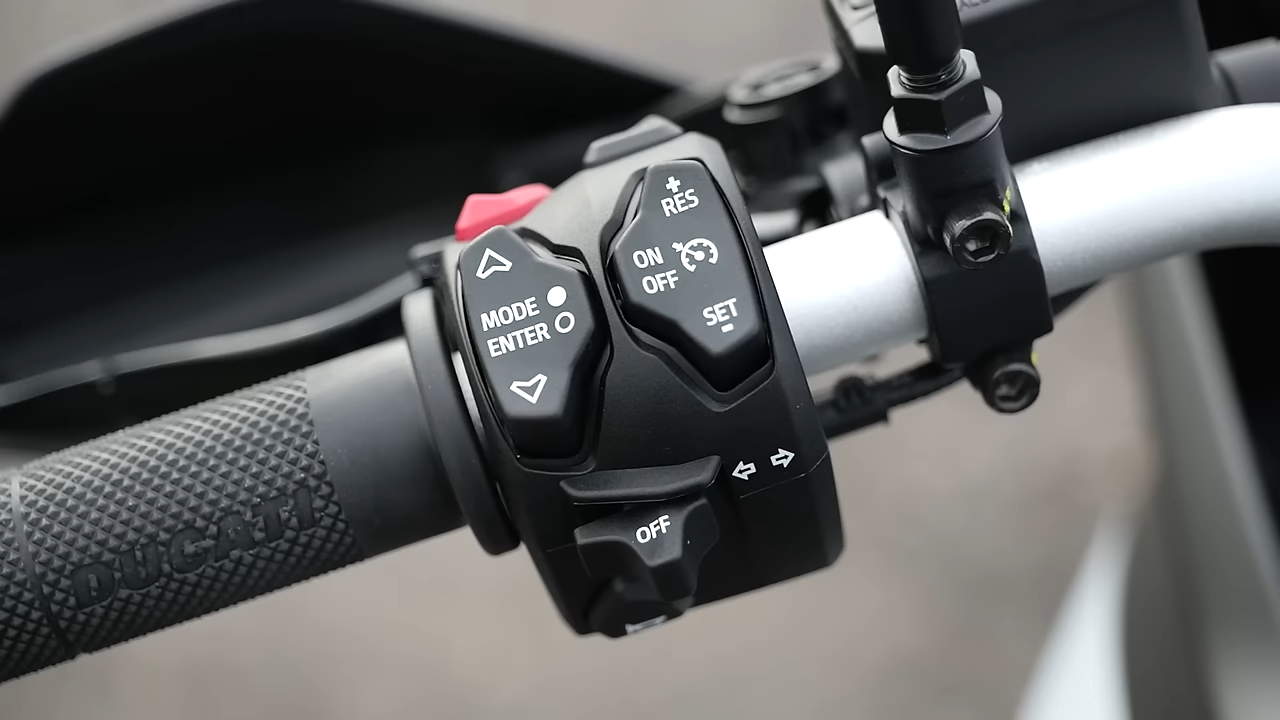 +
RES
ON
OFF
SET
-
MODE
ENTER
OFF
DUCATI